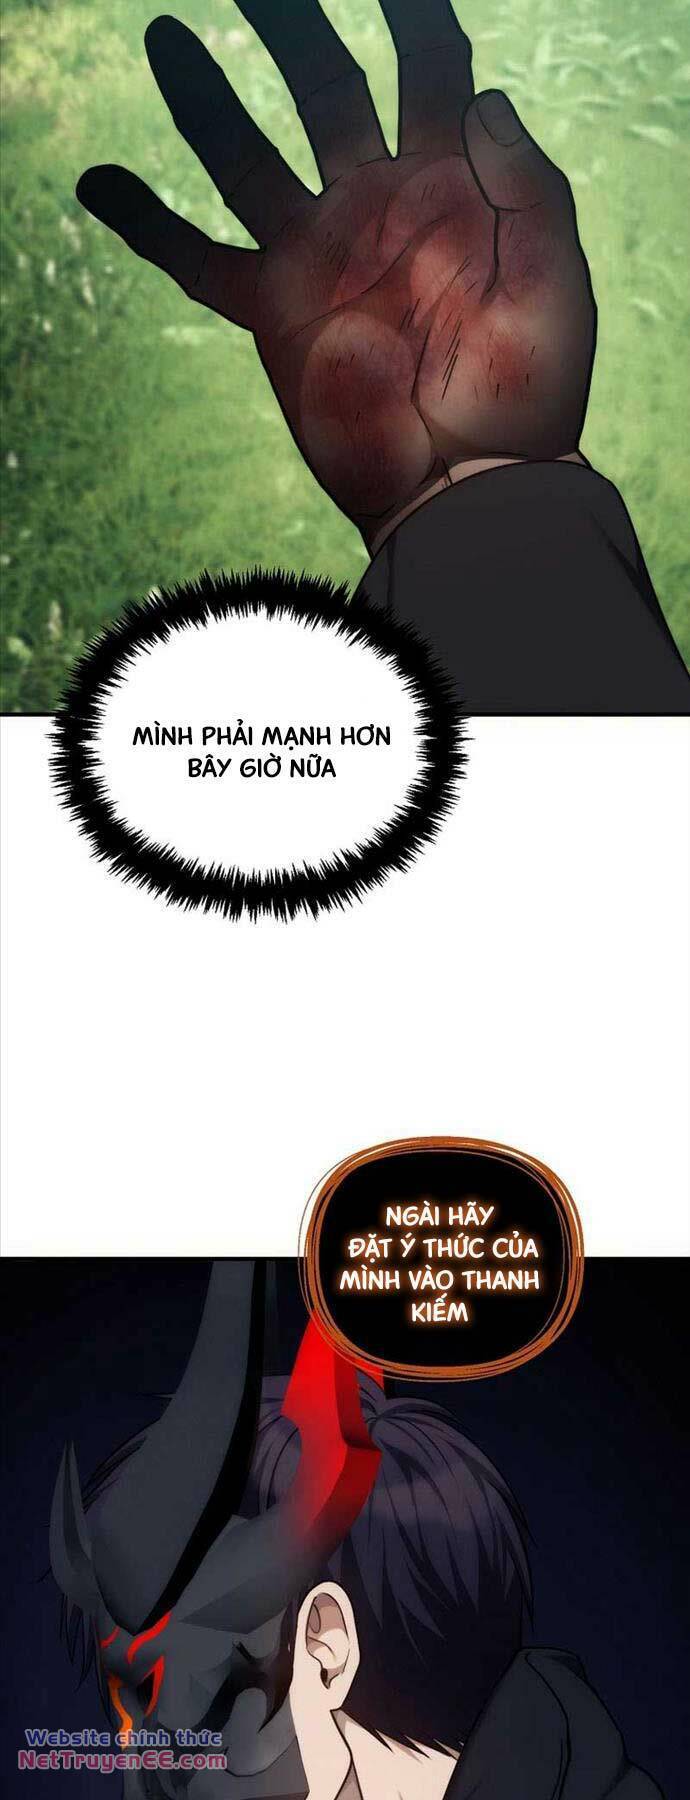 MÌNH PHẢI MẠNH HƠN
BÂY GIỜ NỮA
NGÀI HÃY
ĐẶT Ý THỨC CỦA
MÌNH VÀO THANH
KIẾM
Website chính thức
NetTruyenEE.com